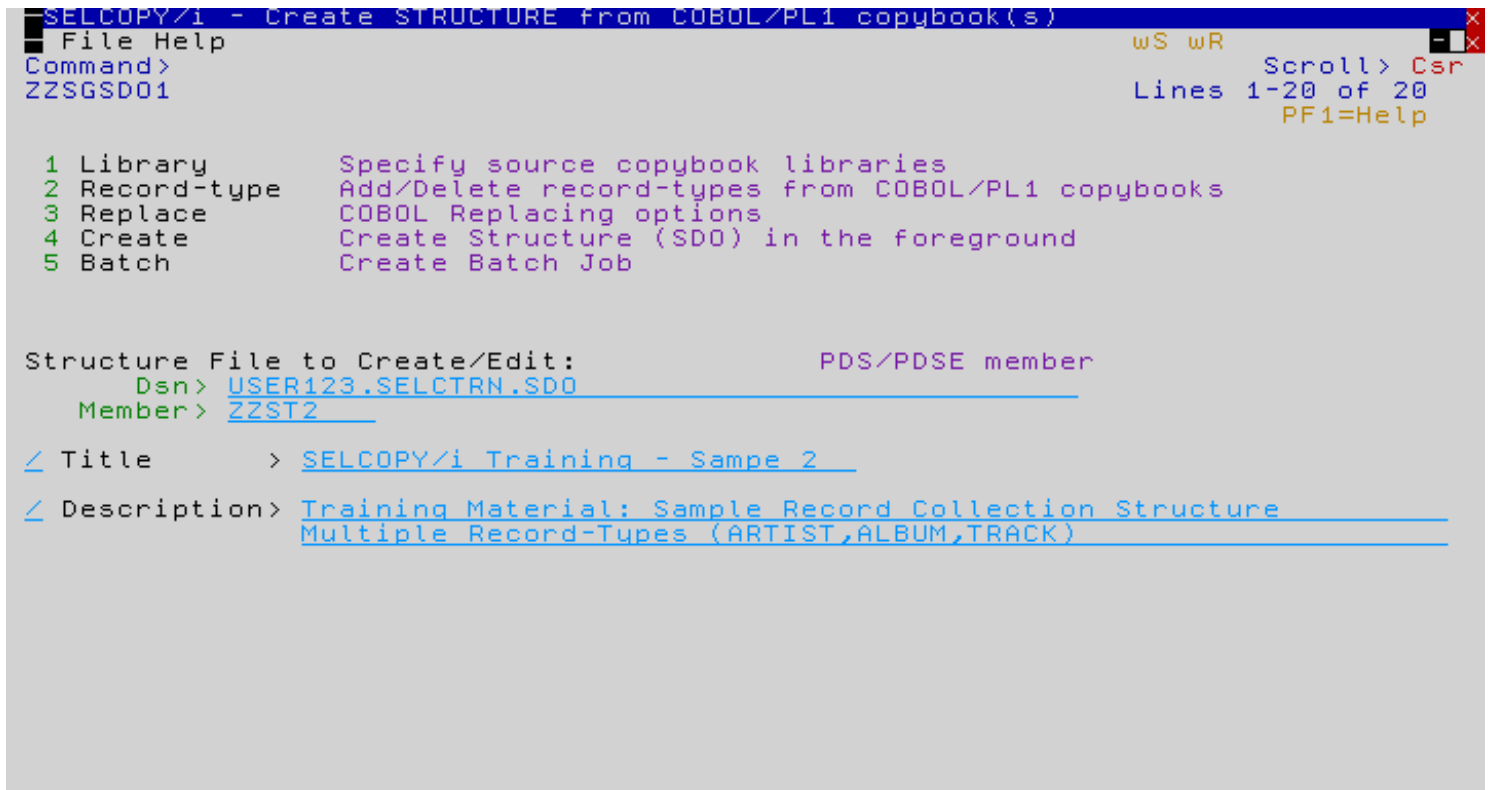 SELCOPY/i - Create STRUCTURE from COBOL/PL1 copybook(s) x
File Help wS wR - x
Command> Scroll> Csr
ZZSGSDO1 Lines 1-20 of 20
PF1=Help
1 Library Specify source copybook libraries
2 Record-type Add/Delete record-types from COBOL/PL1 copybooks
3 Replace COBOL Replacing options
4 Create Create Structure (SDO) in the foreground
5 Batch Create Batch Job
Structure File to Create/Edit: PDS/PDSE member
Dsn> USER123.SELCTRN.SDO
Member> ZZST2
/ Title > SELCOPY/i Training - Sampe 2
/ Description> Training Material: Sample Record Collection Structure
Multiple Record-Types (ARTIST,ALBUM,TRACK)